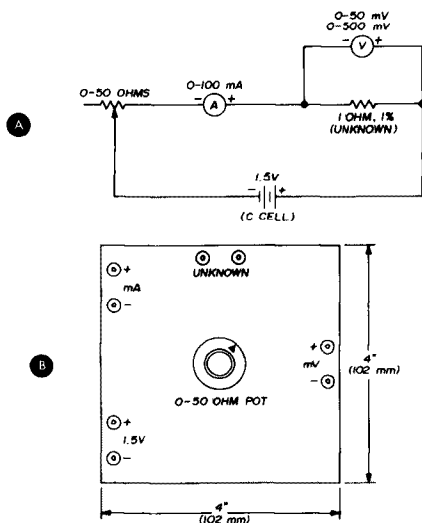 0-50 mV
0-500 mV
- V +
0-50 OHMS
0-100 mA
- A +
1 OHM, 1%
(UNKNOWN)
A
1.5V
- +
(C CELL)
UNKNOWN
+
mA
-
+
mV
-
0-50 OHM POT
+
1.5V
-
4"
(102 mm)
4"
(102 mm)
B